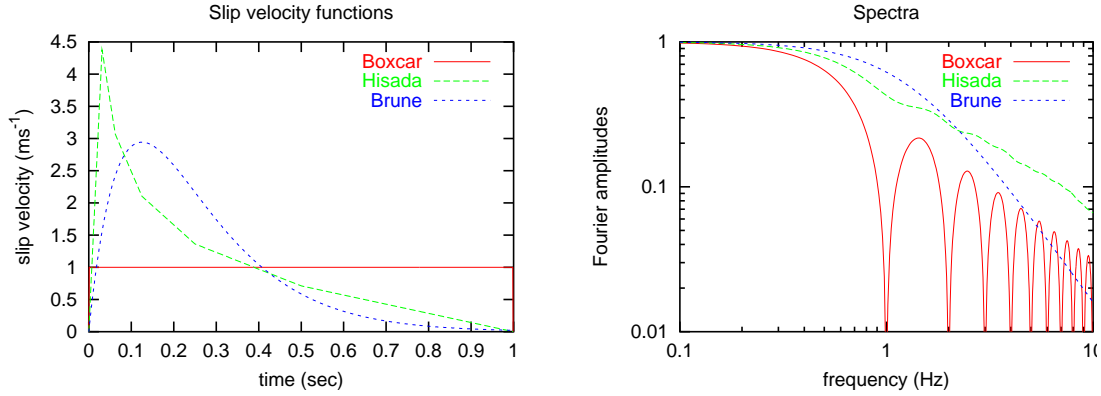 Slip velocity functions
slip velocity (ms-1)
4.5
4
3.5
3
2.5
2
1.5
1
0.5
0
Boxcar
Hisada
Brune
0 0.1 0.2 0.3 0.4 0.5 0.6 0.7 0.8 0.9 1
time (sec)
Spectra
Fourier amplitudes
1
0.1
0.01
Boxcar
Hisada
Brune
0.1 1 10
frequency (Hz)